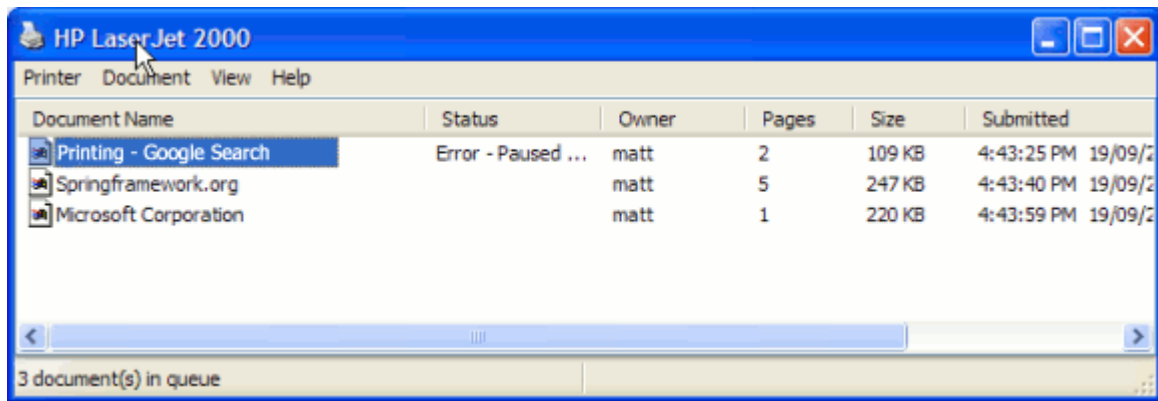 HP LaserJet 2000
Printer Document View Help
Document Name Status Owner Pages Size Submitted
Printing - Google Search Error - Paused ... matt 2 109 KB 4:43:25 PM 19/09/2
Springframework.org matt 5 247 KB 4:43:40 PM 19/09/2
Microsoft Corporation matt 1 220 KB 4:43:59 PM 19/09/2
3 document(s) in queue